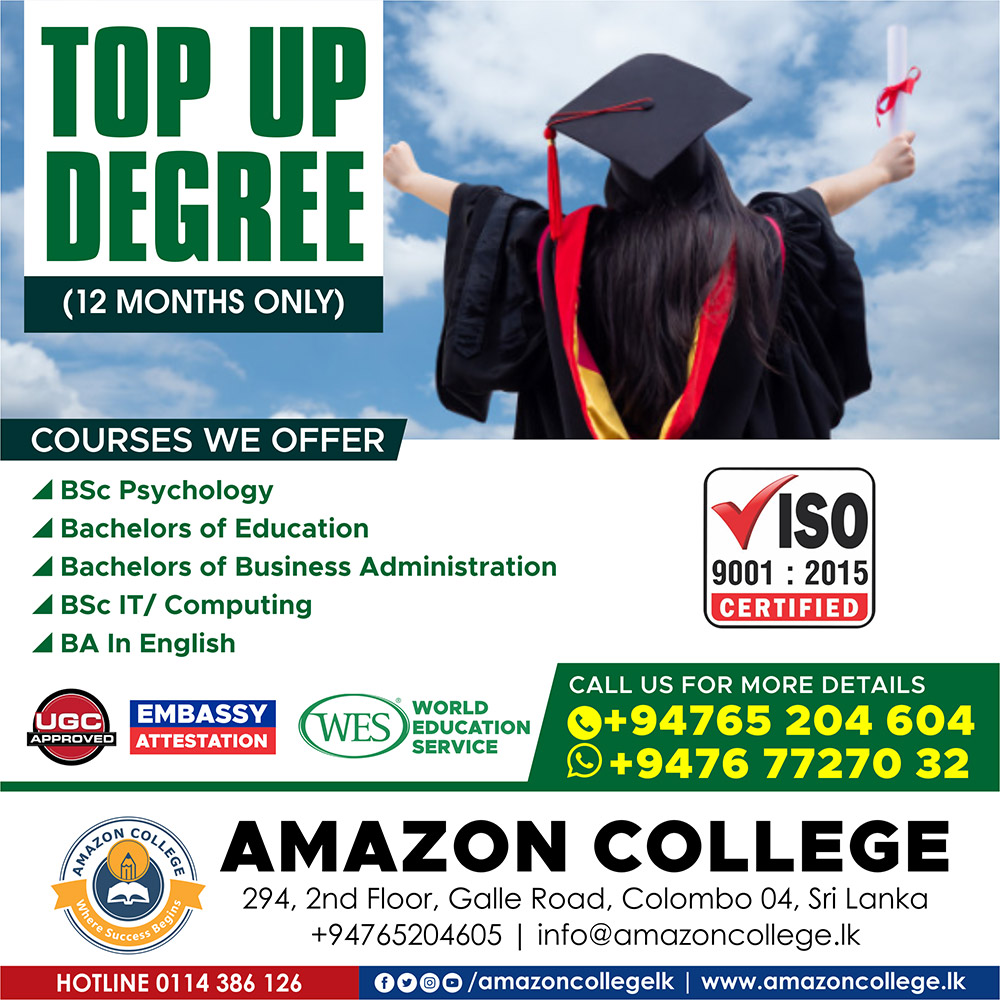 TOP UP
DEGREE
(12 MONTHS ONLY)
COURSES WE OFFER
BSc Psychology
Bachelors of Education
Bachelors of Business Administration
BSc IT/ Computing
BA In English
ISO
9001 : 2015
CERTIFIED
UGC
APPROVED
EMBASSY
ATTESTATION
WES®
WORLD
EDUCATION
SERVICE
CALL US FOR MORE DETAILS
+94765 204 604
+9476 77270 32
AMAZON COLLEGE
Where Success Begins
AMAZON COLLEGE
294, 2nd Floor, Galle Road, Colombo 04, Sri Lanka
+94765204605 | info@amazoncollege.lk
HOTLINE 0114 386 126
/amazoncollegelk | www.amazoncollege.lk